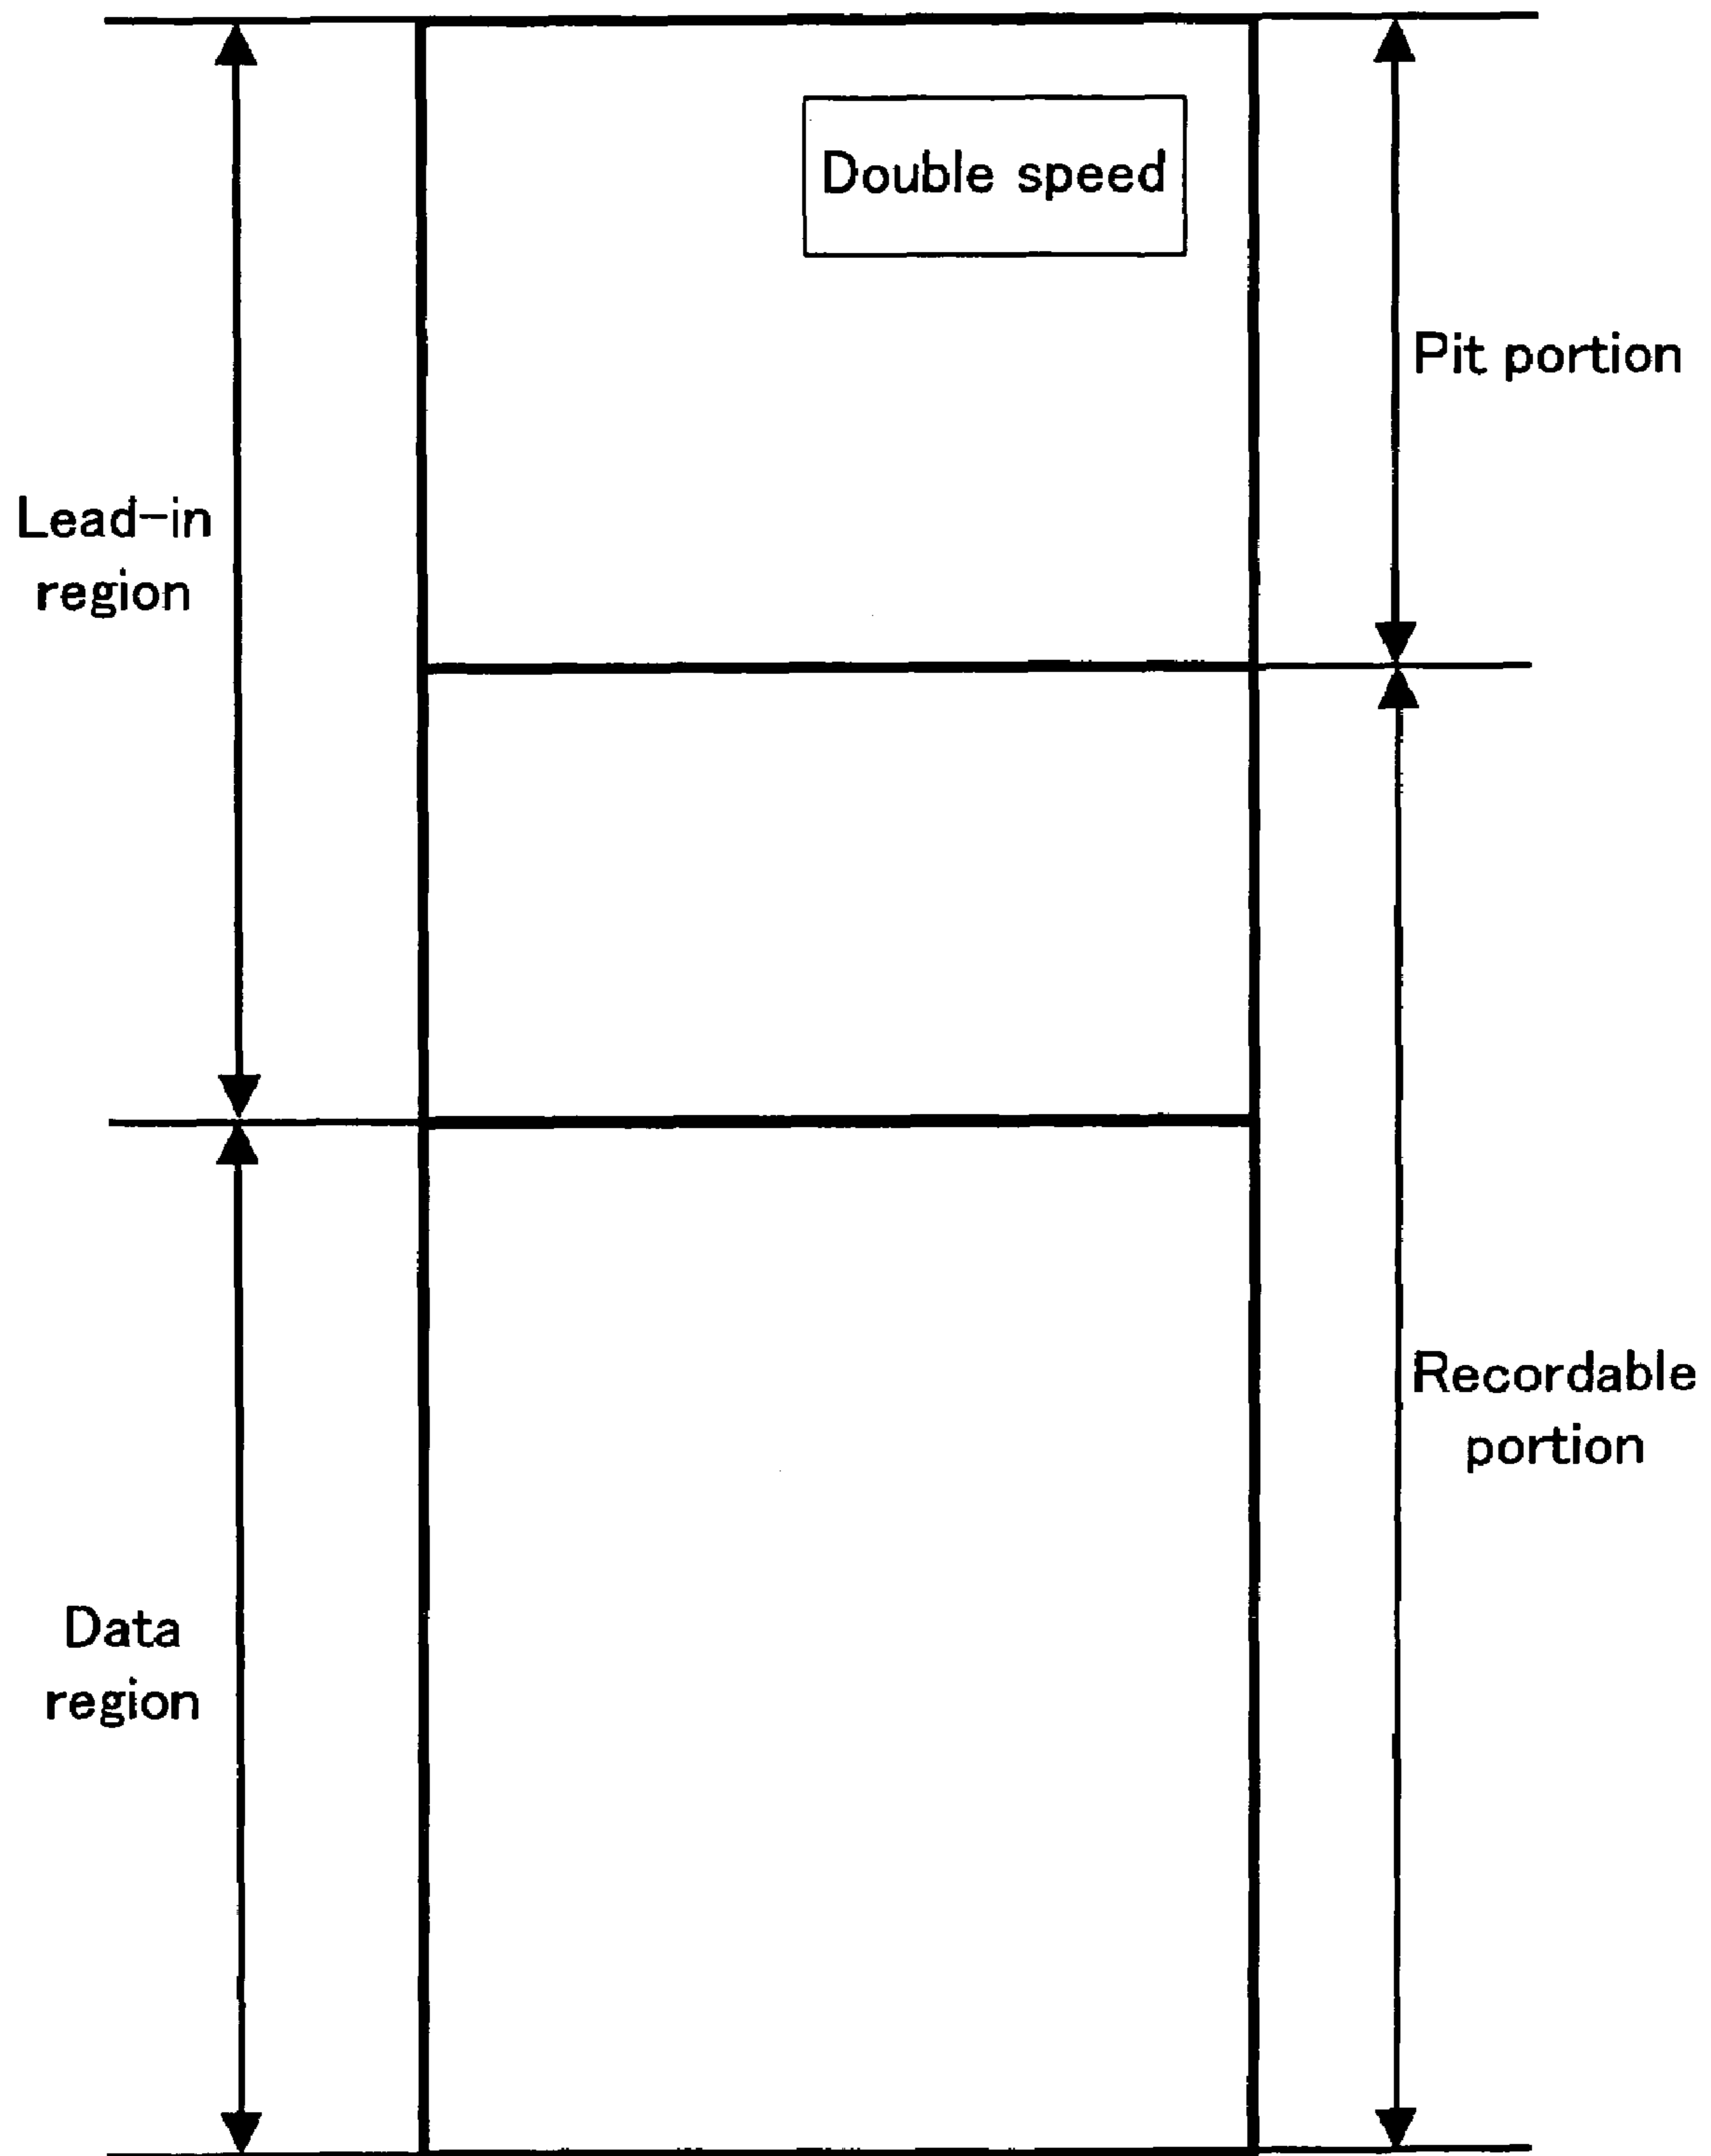 Double speed
Pit portion
Lead-in
region
Recordable
portion
Data
region